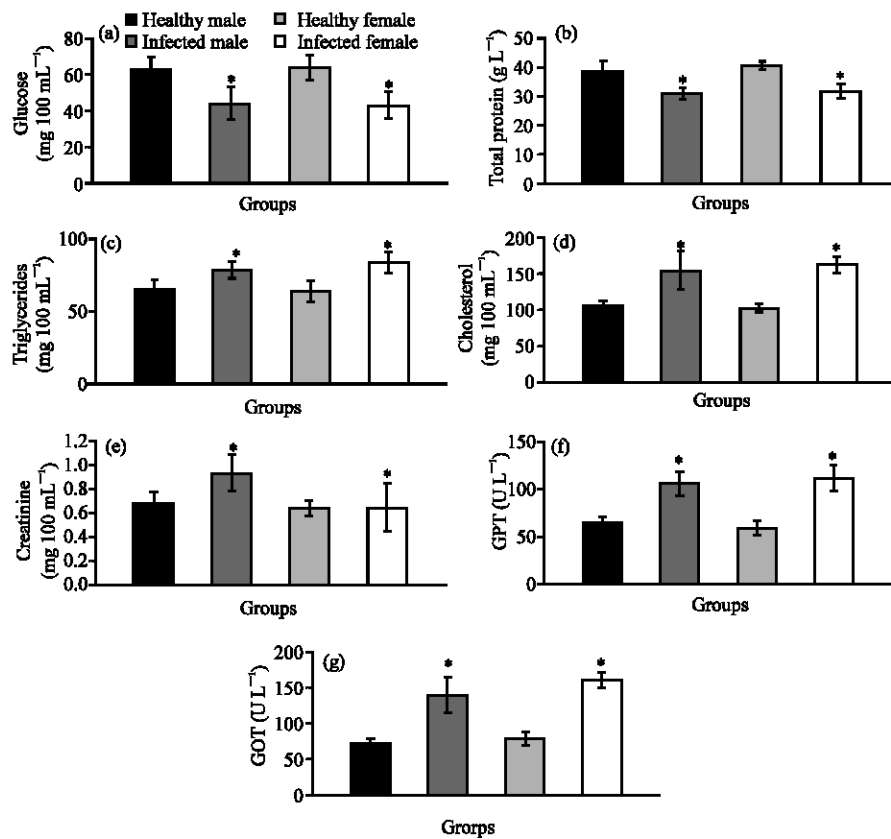 (a)
Healthy male
Healthy female
Infected male
Infected female
80
60
40
20
0
Glucose
(mg 100 mL⁻¹)
*
*
Groups
(b)
50
40
30
20
10
0
Total protein (g L⁻¹)
*
*
Groups
(c)
100
50
0
Triglycerides
(mg 100 mL⁻¹)
*
*
Groups
(d)
200
150
100
50
0
Cholesterol
(mg 100 mL⁻¹)
*
*
Groups
(e)
1.2
1.0
0.8
0.6
0.4
0.2
0.0
Creatinine
(mg 100 mL⁻¹)
*
*
Groups
(f)
150
100
50
0
GPT (U L⁻¹)
*
*
Groups
(g)
200
150
100
50
0
GOT (U L⁻¹)
*
*
Grorps